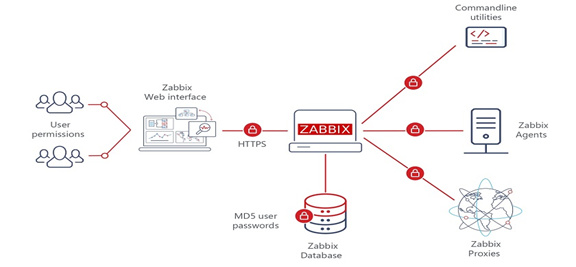 Commandline
utilities
Zabbix
Web interface
User
permissions
HTTPS
ZABBIX
Zabbix
Agents
MD5 user
passwords
Zabbix
Database
Zabbix
Proxies